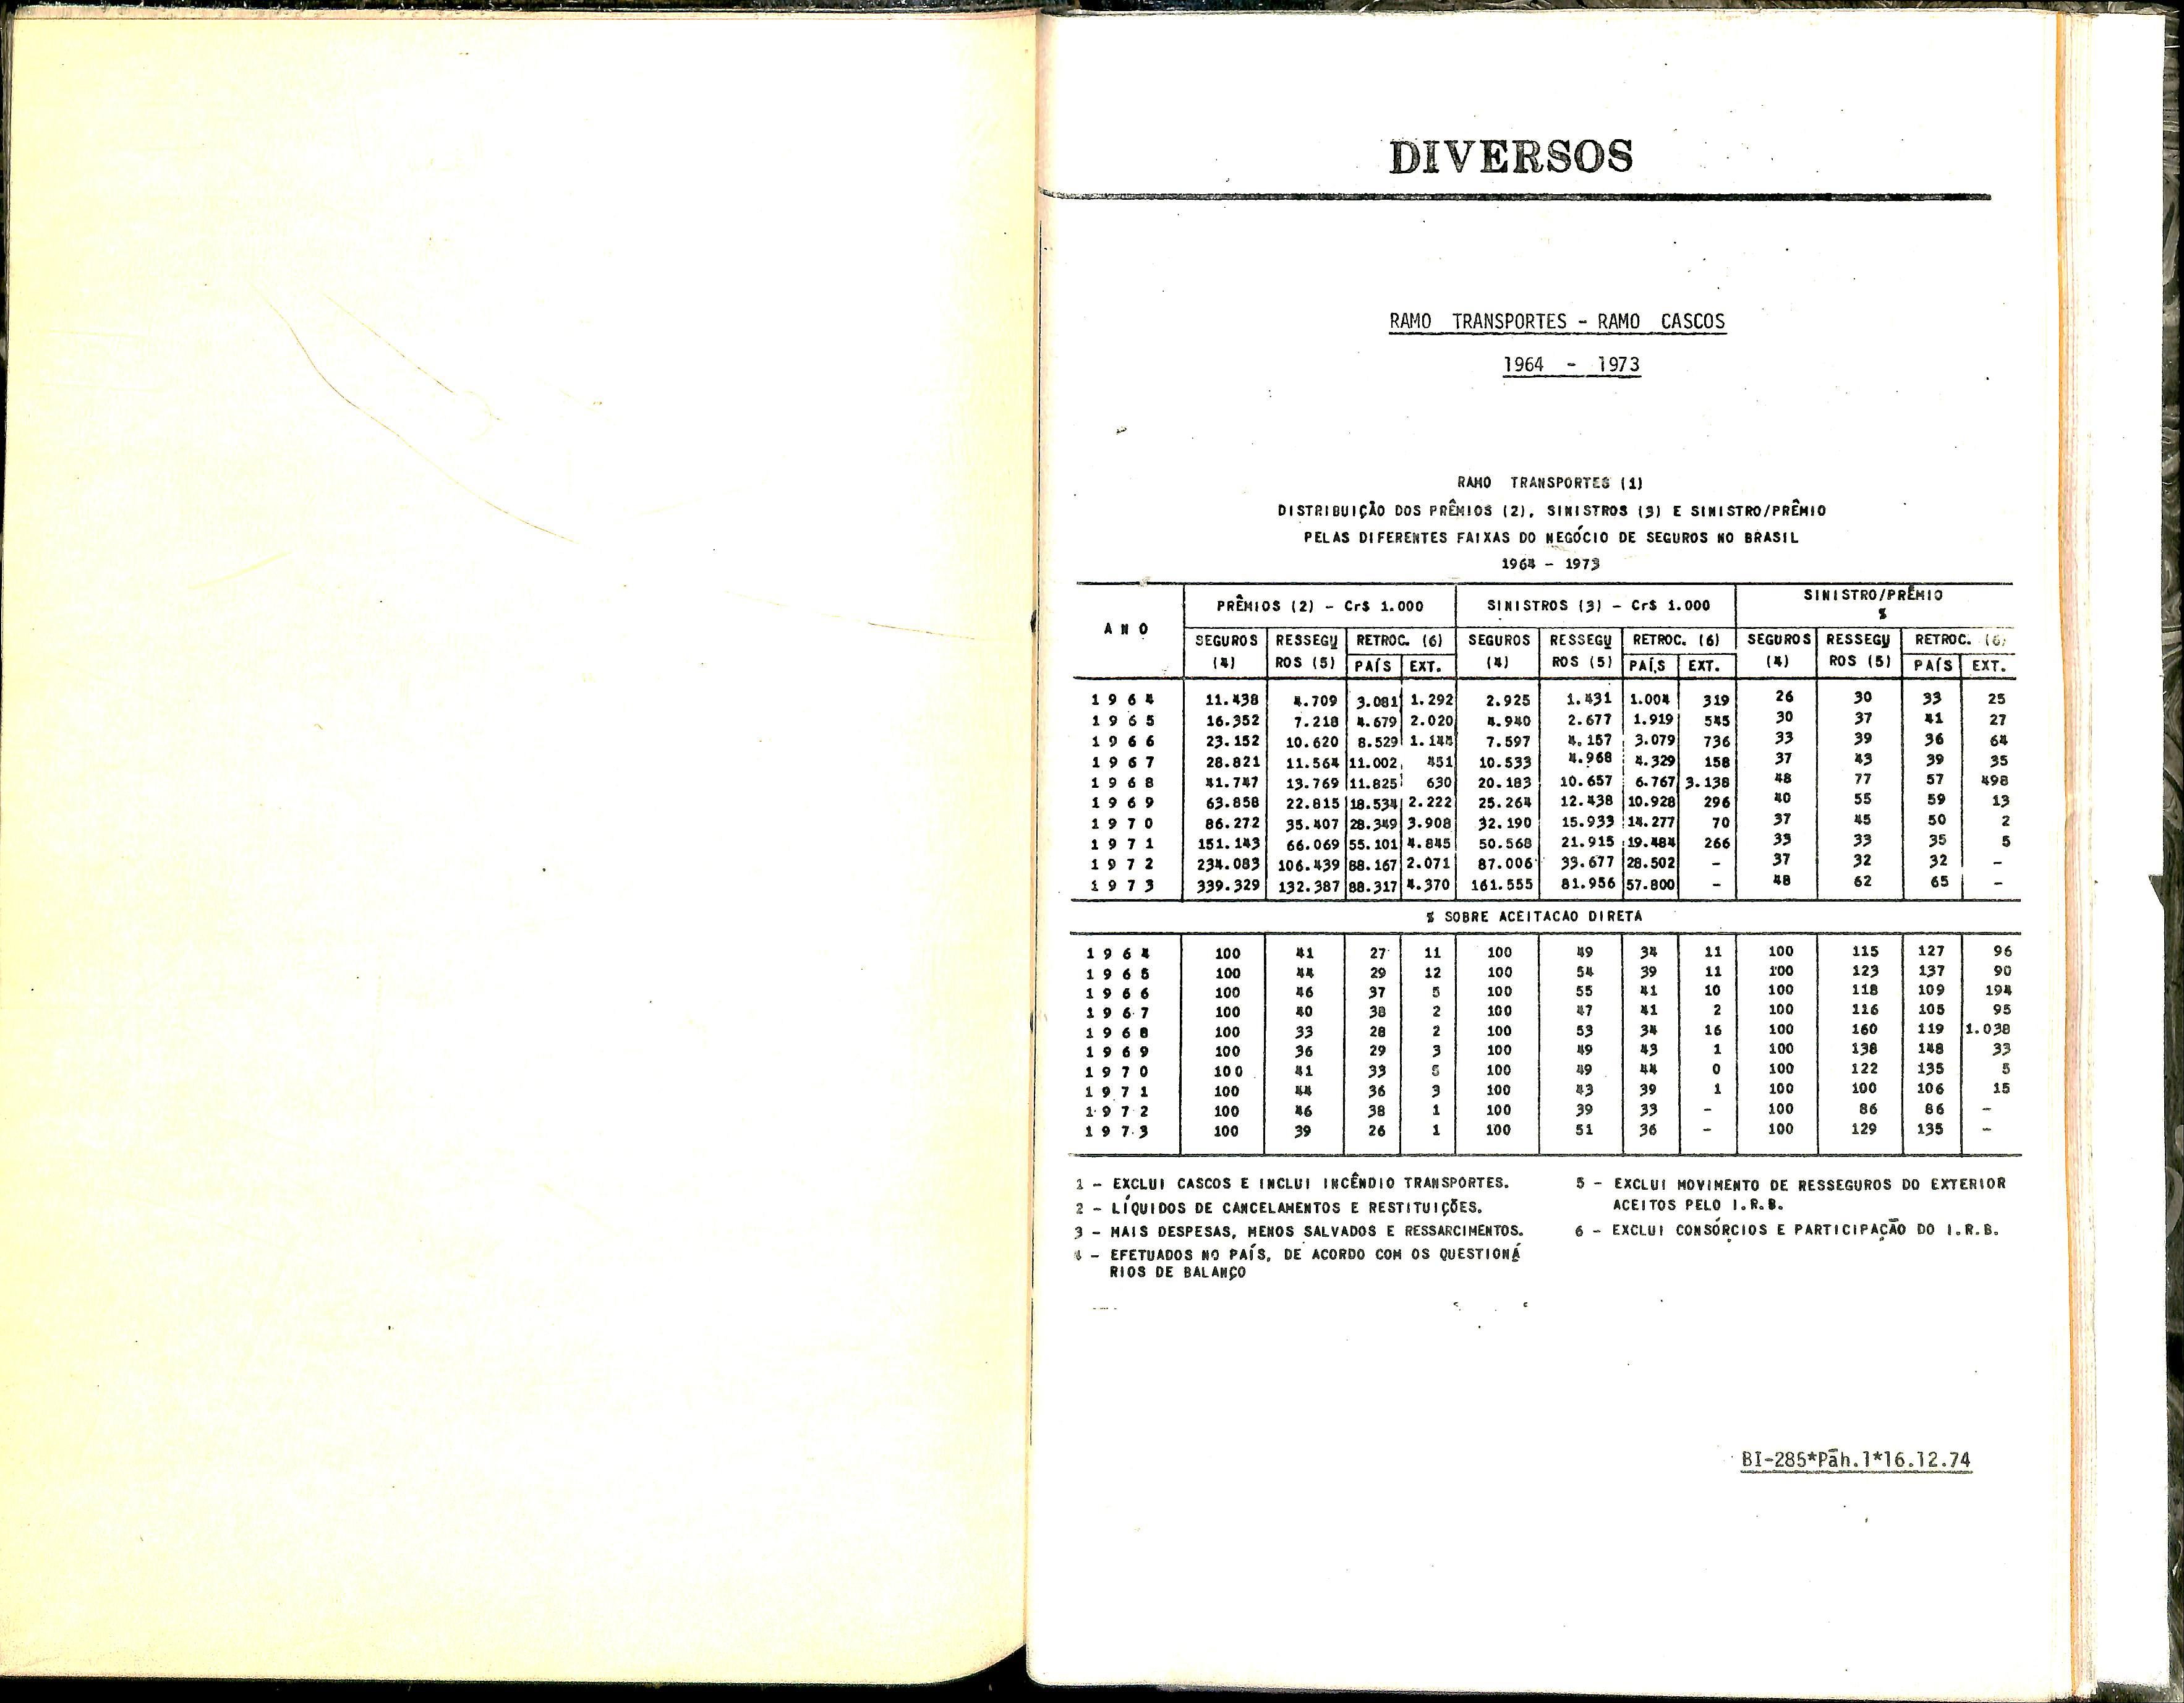 DIVERSOS
RAMO TRANSPORTES - RAMO CASCOS
1964 - 1973
RAMO TRANSPORTES (1)
DISTRIBUIÇÃO DOS PRÊMIOS (2), SINISTROS (3) E SINISTRO/PRÊMIO
PELAS DIFERENTES FAIXAS DO NEGÓCIO DE SEGUROS NO BRASIL
1964 - 1973
ANO PRÊMIOS (2) - Cr$ 1.000 SINISTROS (3) - Cr$ 1.000 SINISTRO/PRÊMIO %
SEGUROS RESSEGU RETROC. (6) SEGUROS RESSEGU RETROC. (6) SEGUROS RESSEGU RETROC. (6)
(4) ROS (5) PAÍS EXT. (4) ROS (5) PAÍS EXT. (4) ROS (5) PAÍS EXT.
1964 11.438 4.709 3.081 1.292 2.925 1.431 1.004 319 26 30 33 25
1965 16.352 7.218 4.679 2.020 4.940 2.677 1.919 545 30 37 41 27
1966 23.152 10.620 8.529 1.144 7.597 4.157 3.079 736 33 39 36 64
1967 28.821 11.564 11.002 451 10.533 4.968 4.329 158 37 43 39 35
1968 41.747 13.769 11.825 630 20.183 10.657 6.767 3.138 48 77 57 498
1969 63.858 22.815 18.534 2.222 25.264 12.438 10.928 296 40 55 59 13
1970 86.272 35.407 28.349 3.908 32.190 15.933 14.277 70 37 45 50 2
1971 151.143 66.069 55.101 4.845 50.568 21.915 19.484 266 33 33 35 5
1972 234.083 106.439 88.167 2.071 87.006 33.677 28.502 - 37 32 32 -
1973 339.329 132.387 88.317 4.370 161.555 81.956 57.800 - 48 62 65 -
% SOBRE ACEITACAO DIRETA
1964 100 41 27 11 100 49 34 11 100 115 127 96
1965 100 44 29 12 100 54 39 11 100 123 137 90
1966 100 46 37 5 100 55 41 10 100 118 109 194
1967 100 40 38 2 100 47 41 2 100 116 105 95
1968 100 33 28 2 100 53 34 16 100 160 119 1.038
1969 100 36 29 3 100 49 43 1 100 138 148 33
1970 100 41 33 5 100 49 44 0 100 122 135 5
1971 100 44 36 3 100 43 39 1 100 100 106 15
1972 100 46 38 1 100 39 33 - 100 86 86 -
1973 100 39 26 1 100 51 36 - 100 129 135 -
1 - EXCLUI CASCOS E INCLUI INCÊNDIO TRANSPORTES.
2 - LÍQUIDOS DE CANCELAMENTOS E RESTITUIÇÕES.
3 - MAIS DESPESAS, MENOS SALVADOS E RESSARCIMENTOS.
4 - EFETUADOS NO PAÍS, DE ACORDO COM OS QUESTIONÁ
RIOS DE BALANÇO
5 - EXCLUI MOVIMENTO DE RESSEGUROS DO EXTERIOR
ACEITOS PELO I.R.B.
6 - EXCLUI CONSÓRCIOS E PARTICIPAÇÃO DO I.R.B.
BI-285*Pãh.1*16.12.74